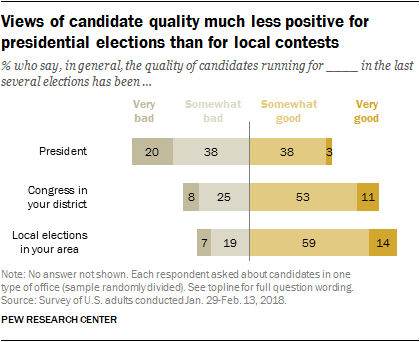 Views of candidate quality much less positive for
presidential elections than for local contests
% who say, in general, the quality of candidates running for ____ in the last
several elections has been ...
Very bad Somewhat bad Somewhat good Very good
President 20 38 38 3
Congress in your district 8 25 53 11
Local elections in your area 7 19 59 14
Note: No answer not shown. Each respondent asked about candidates in one
type of office (sample randomly divided). See topline for full question wording.
Source: Survey of U.S. adults conducted Jan. 29-Feb. 13, 2018.
PEW RESEARCH CENTER